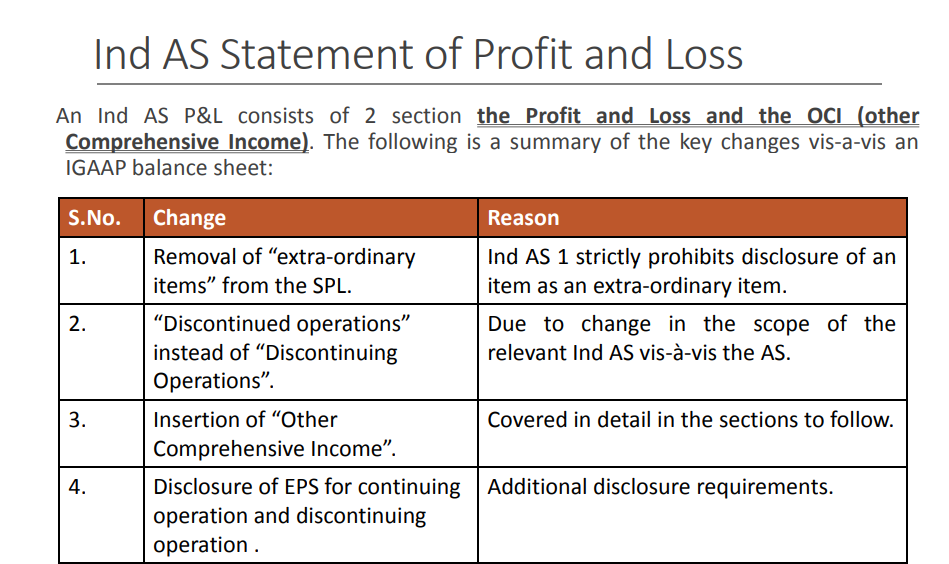 Ind AS Statement of Profit and Loss
An Ind AS P&L consists of 2 section the Profit and Loss and the OCI (other
Comprehensive Income). The following is a summary of the key changes vis-a-vis an
IGAAP balance sheet:
S.No. Change Reason
1. Removal of “extra-ordinary Ind AS 1 strictly prohibits disclosure of an
items” from the SPL. item as an extra-ordinary item.
2. “Discontinued operations” Due to change in the scope of the
instead of “Discontinuing relevant Ind AS vis-à-vis the AS.
Operations”.
3. Insertion of “Other Covered in detail in the sections to follow.
Comprehensive Income”.
4. Disclosure of EPS for continuing Additional disclosure requirements.
operation and discontinuing
operation .